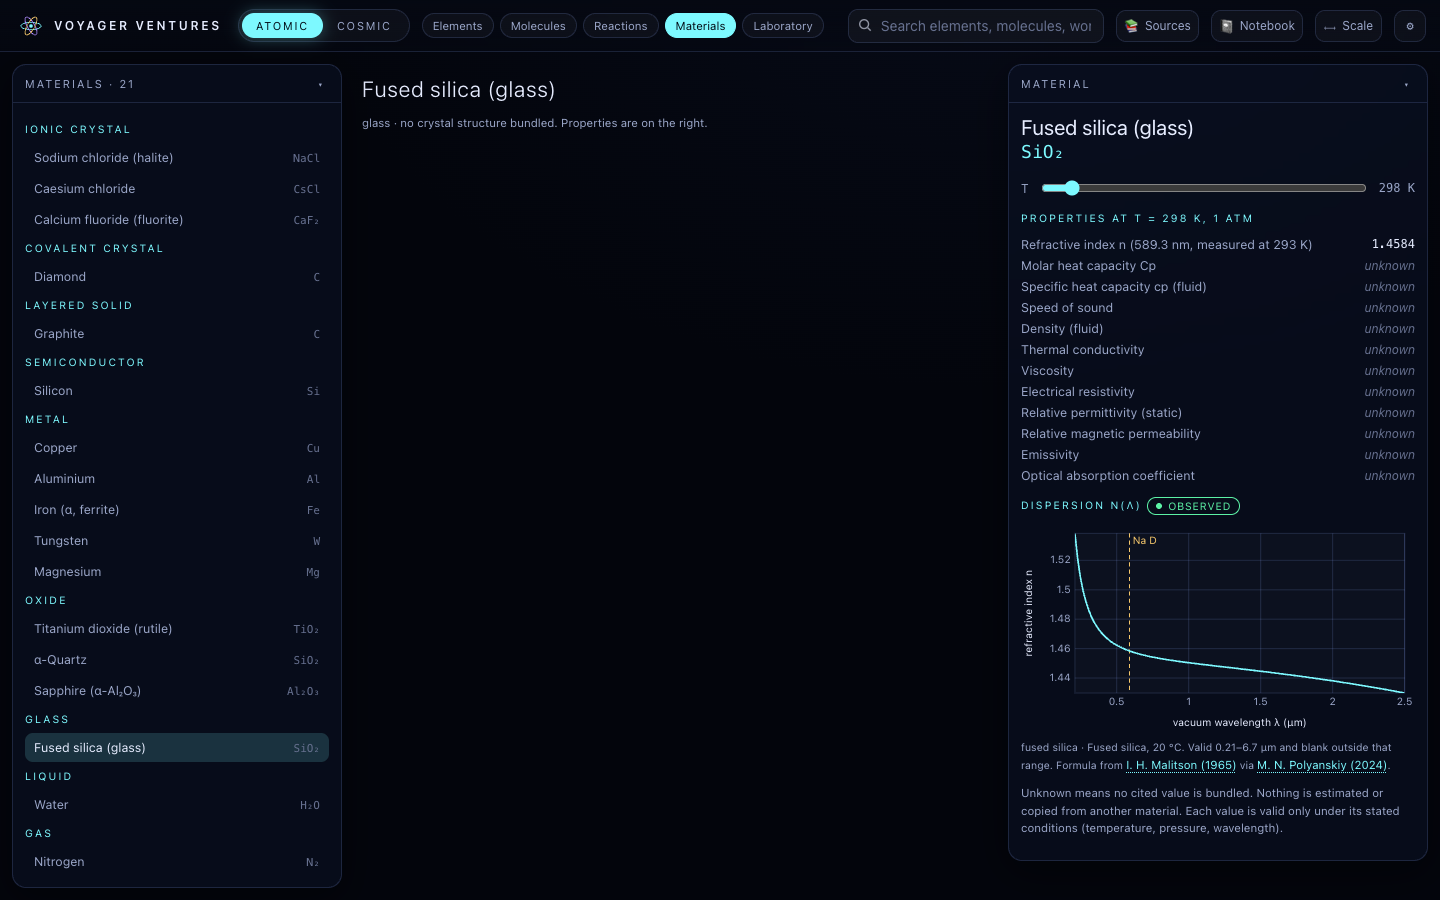 VOYAGER VENTURES
ATOMIC
COSMIC
Elements
Molecules
Reactions
Materials
Laboratory
Search elements, molecules, wor
Sources
Notebook
Scale
MATERIALS · 21
IONIC CRYSTAL
Sodium chloride (halite) NaCl
Caesium chloride CsCl
Calcium fluoride (fluorite) CaF₂
COVALENT CRYSTAL
Diamond C
LAYERED SOLID
Graphite C
SEMICONDUCTOR
Silicon Si
METAL
Copper Cu
Aluminium Al
Iron (α, ferrite) Fe
Tungsten W
Magnesium Mg
OXIDE
Titanium dioxide (rutile) TiO₂
α-Quartz SiO₂
Sapphire (α-Al₂O₃) Al₂O₃
GLASS
Fused silica (glass) SiO₂
LIQUID
Water H₂O
GAS
Nitrogen N₂
Fused silica (glass)
glass · no crystal structure bundled. Properties are on the right.
MATERIAL
Fused silica (glass)
SiO₂
T 298 K
PROPERTIES AT T = 298 K, 1 ATM
Refractive index n (589.3 nm, measured at 293 K) 1.4584
Molar heat capacity Cp unknown
Specific heat capacity cp (fluid) unknown
Speed of sound unknown
Density (fluid) unknown
Thermal conductivity unknown
Viscosity unknown
Electrical resistivity unknown
Relative permittivity (static) unknown
Relative magnetic permeability unknown
Emissivity unknown
Optical absorption coefficient unknown
DISPERSION N(Λ) OBSERVED
Na D
1.52
1.5
1.48
1.46
1.44
refractive index n
0.5 1 1.5 2 2.5
vacuum wavelength λ (μm)
fused silica · Fused silica, 20 °C. Valid 0.21–6.7 μm and blank outside that
range. Formula from I. H. Malitson (1965) via M. N. Polyanskiy (2024).
Unknown means no cited value is bundled. Nothing is estimated or
copied from another material. Each value is valid only under its stated
conditions (temperature, pressure, wavelength).